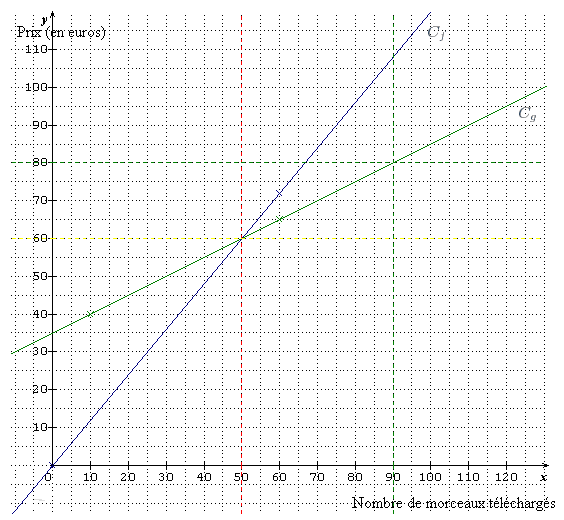 y
Prix (en euros)
C_f
110
100
C_g
90
80
70
60
50
40
30
20
10
0 10 20 30 40 50 60 70 80 90 100 110 120 x
Nombre de morceaux téléchargés